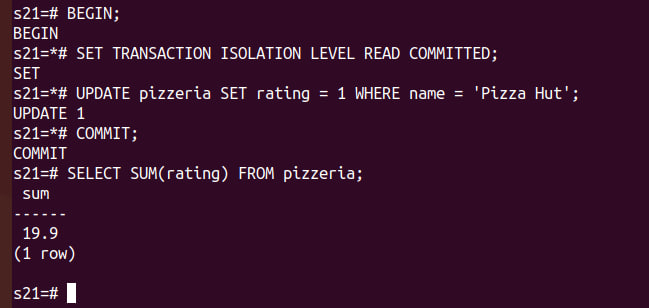 s21=# BEGIN;
BEGIN
s21=*# SET TRANSACTION ISOLATION LEVEL READ COMMITTED;
SET
s21=*# UPDATE pizzeria SET rating = 1 WHERE name = 'Pizza Hut';
UPDATE 1
s21=*# COMMIT;
COMMIT
s21=# SELECT SUM(rating) FROM pizzeria;
 sum
------
 19.9
(1 row)

s21=#